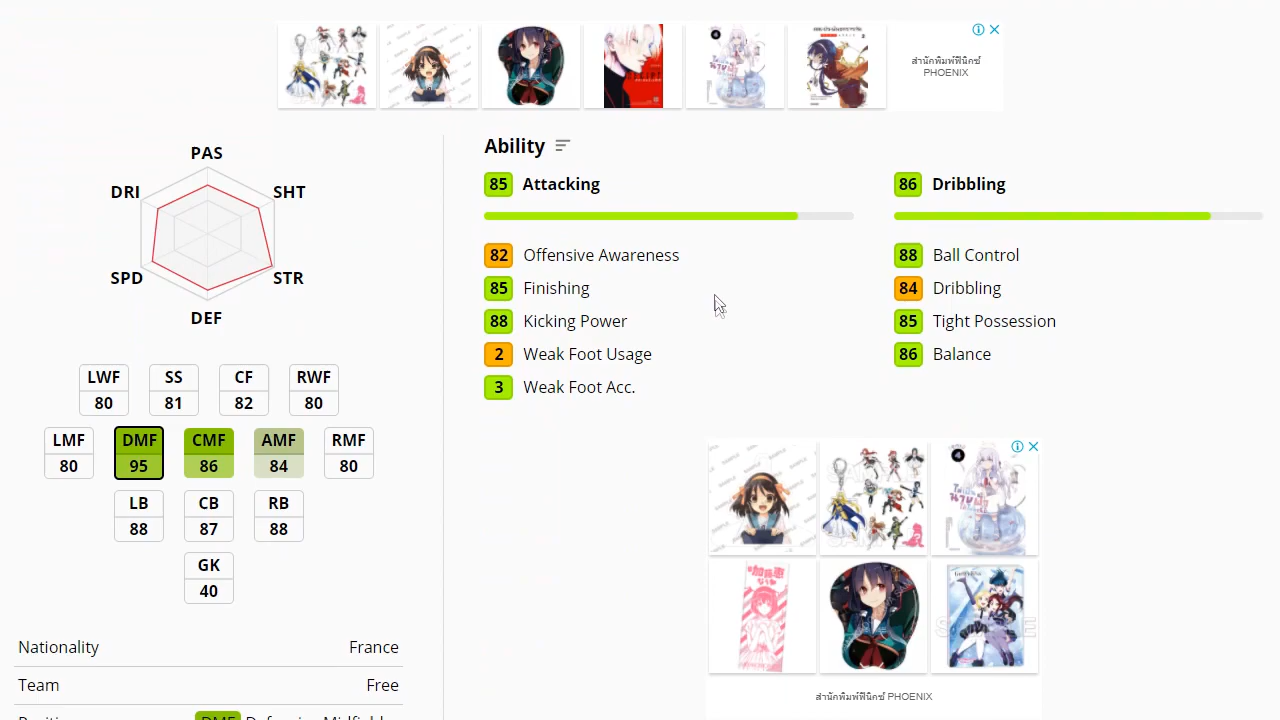 สำนักพิมพ์ฟีนิกซ์
PHOENIX
PAS
DRI
SHT
SPD
STR
DEF
LWF
80
SS
81
CF
82
RWF
80
LMF
80
DMF
95
CMF
86
AMF
84
RMF
80
LB
88
CB
87
RB
88
GK
40
Nationality France
Team Free
Ability
85 Attacking
82 Offensive Awareness
85 Finishing
88 Kicking Power
2 Weak Foot Usage
3 Weak Foot Acc.
86 Dribbling
88 Ball Control
84 Dribbling
85 Tight Possession
86 Balance
สำนักพิมพ์ฟีนิกซ์ PHOENIX